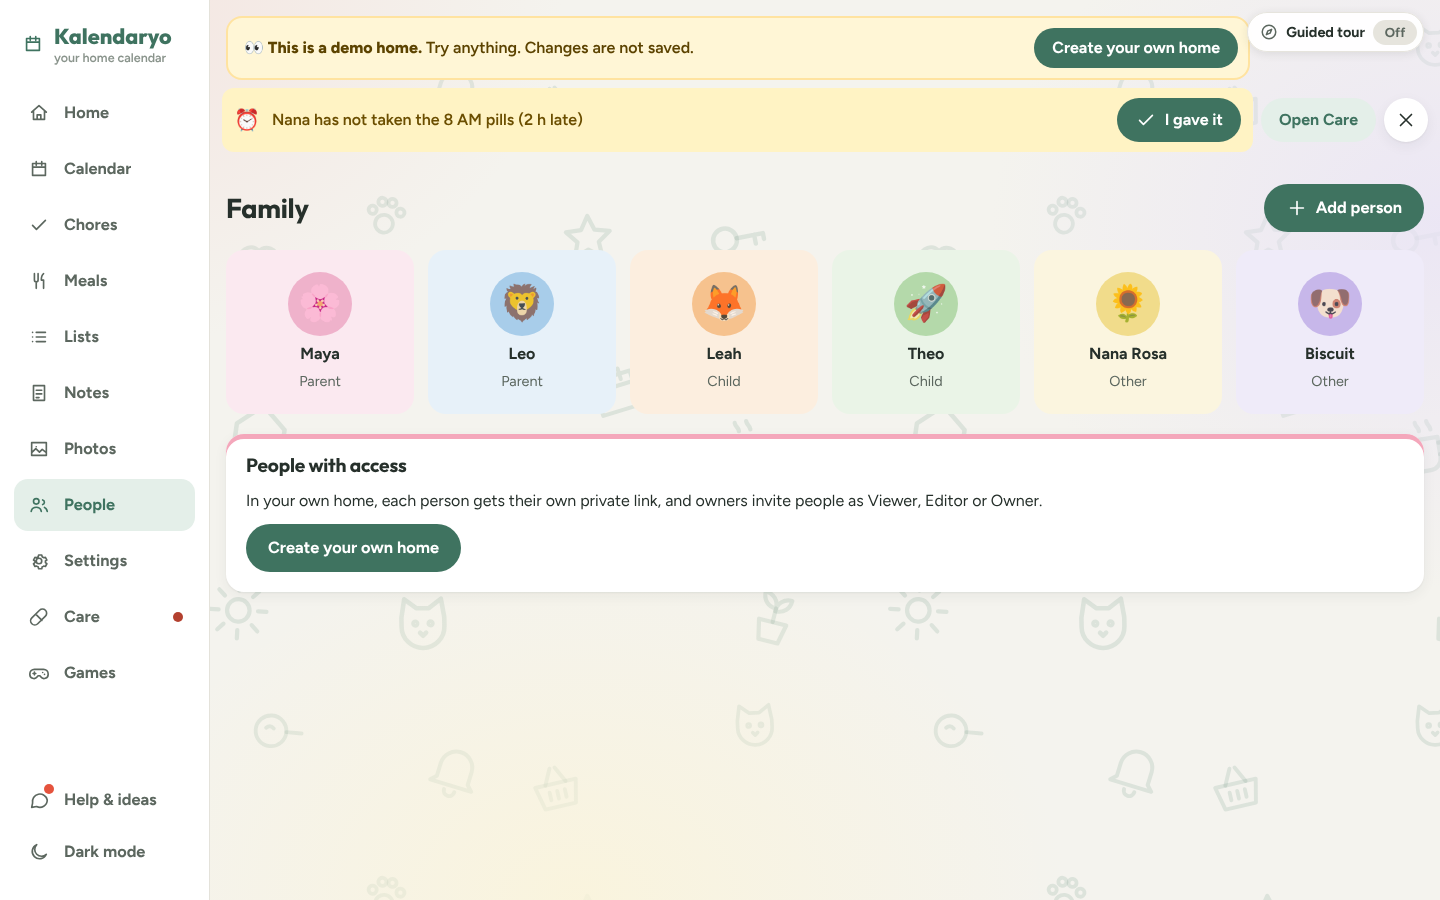 Kalendaryo
your home calendar
Home
Calendar
Chores
Meals
Lists
Notes
Photos
People
Settings
Care
Games
Help & ideas
Dark mode
👀 This is a demo home. Try anything. Changes are not saved.
Create your own home
Guided tour Off
⏰ Nana has not taken the 8 AM pills (2 h late)
I gave it
Open Care
Family
Add person
Maya
Parent
Leo
Parent
Leah
Child
Theo
Child
Nana Rosa
Other
Biscuit
Other
People with access
In your own home, each person gets their own private link, and owners invite people as Viewer, Editor or Owner.
Create your own home